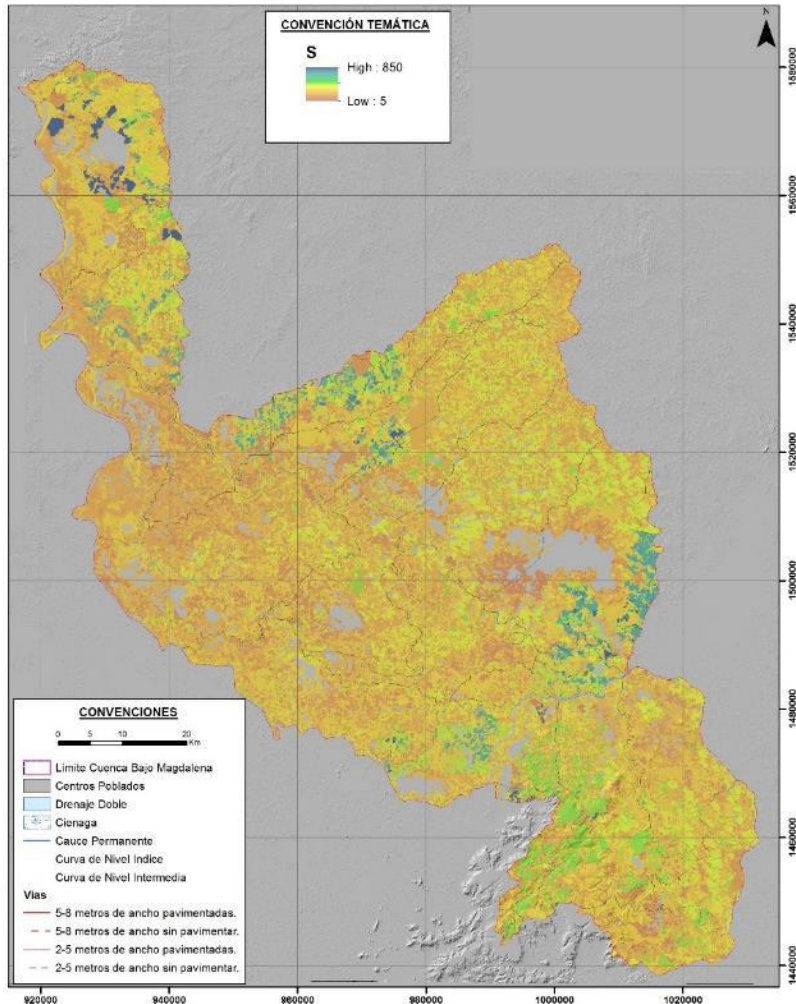 CONVENCIÓN TEMÁTICA
S
High : 850
Low : 5
N
1580000
1560000
1540000
1520000
1500000
1480000
1460000
1440000
CONVENCIONES
0 5 10 20
Km
Limite Cuenca Bajo Magdalena
Centros Poblados
Drenaje Doble
Cienaga
Cauce Permanente
Curva de Nivel Indice
Curva de Nivel Intermedia
Vias
5-8 metros de ancho pavimentadas.
5-8 metros de ancho sin pavimentar.
2-5 metros de ancho pavimentadas.
2-5 metros de ancho sin pavimentar.
920000 940000 960000 980000 1000000 1020000